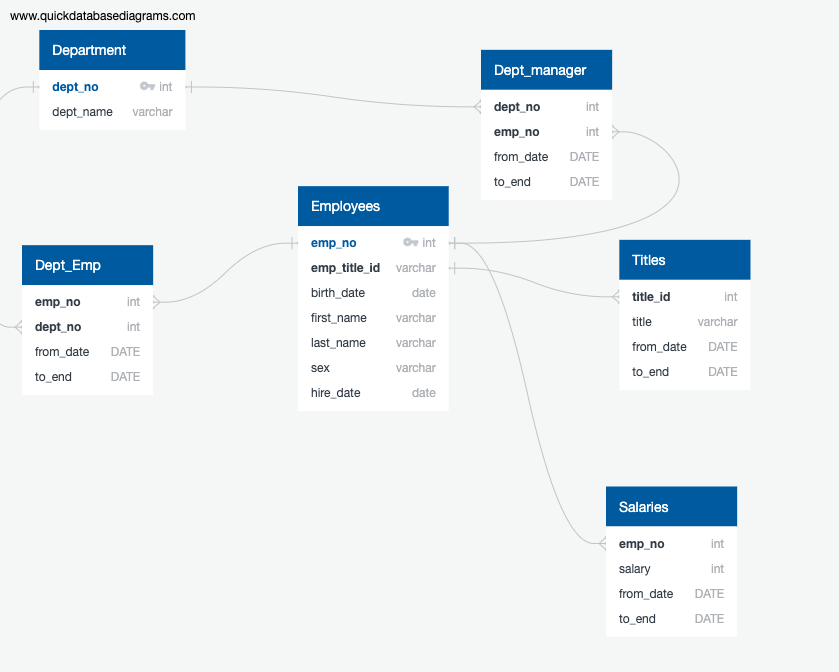 www.quickdatabasediagrams.com
Department
dept_no int
dept_name varchar
Dept_manager
dept_no int
emp_no int
from_date DATE
to_end DATE
Employees
emp_no int
emp_title_id varchar
birth_date date
first_name varchar
last_name varchar
sex varchar
hire_date date
Dept_Emp
emp_no int
dept_no int
from_date DATE
to_end DATE
Titles
title_id int
title varchar
from_date DATE
to_end DATE
Salaries
emp_no int
salary int
from_date DATE
to_end DATE